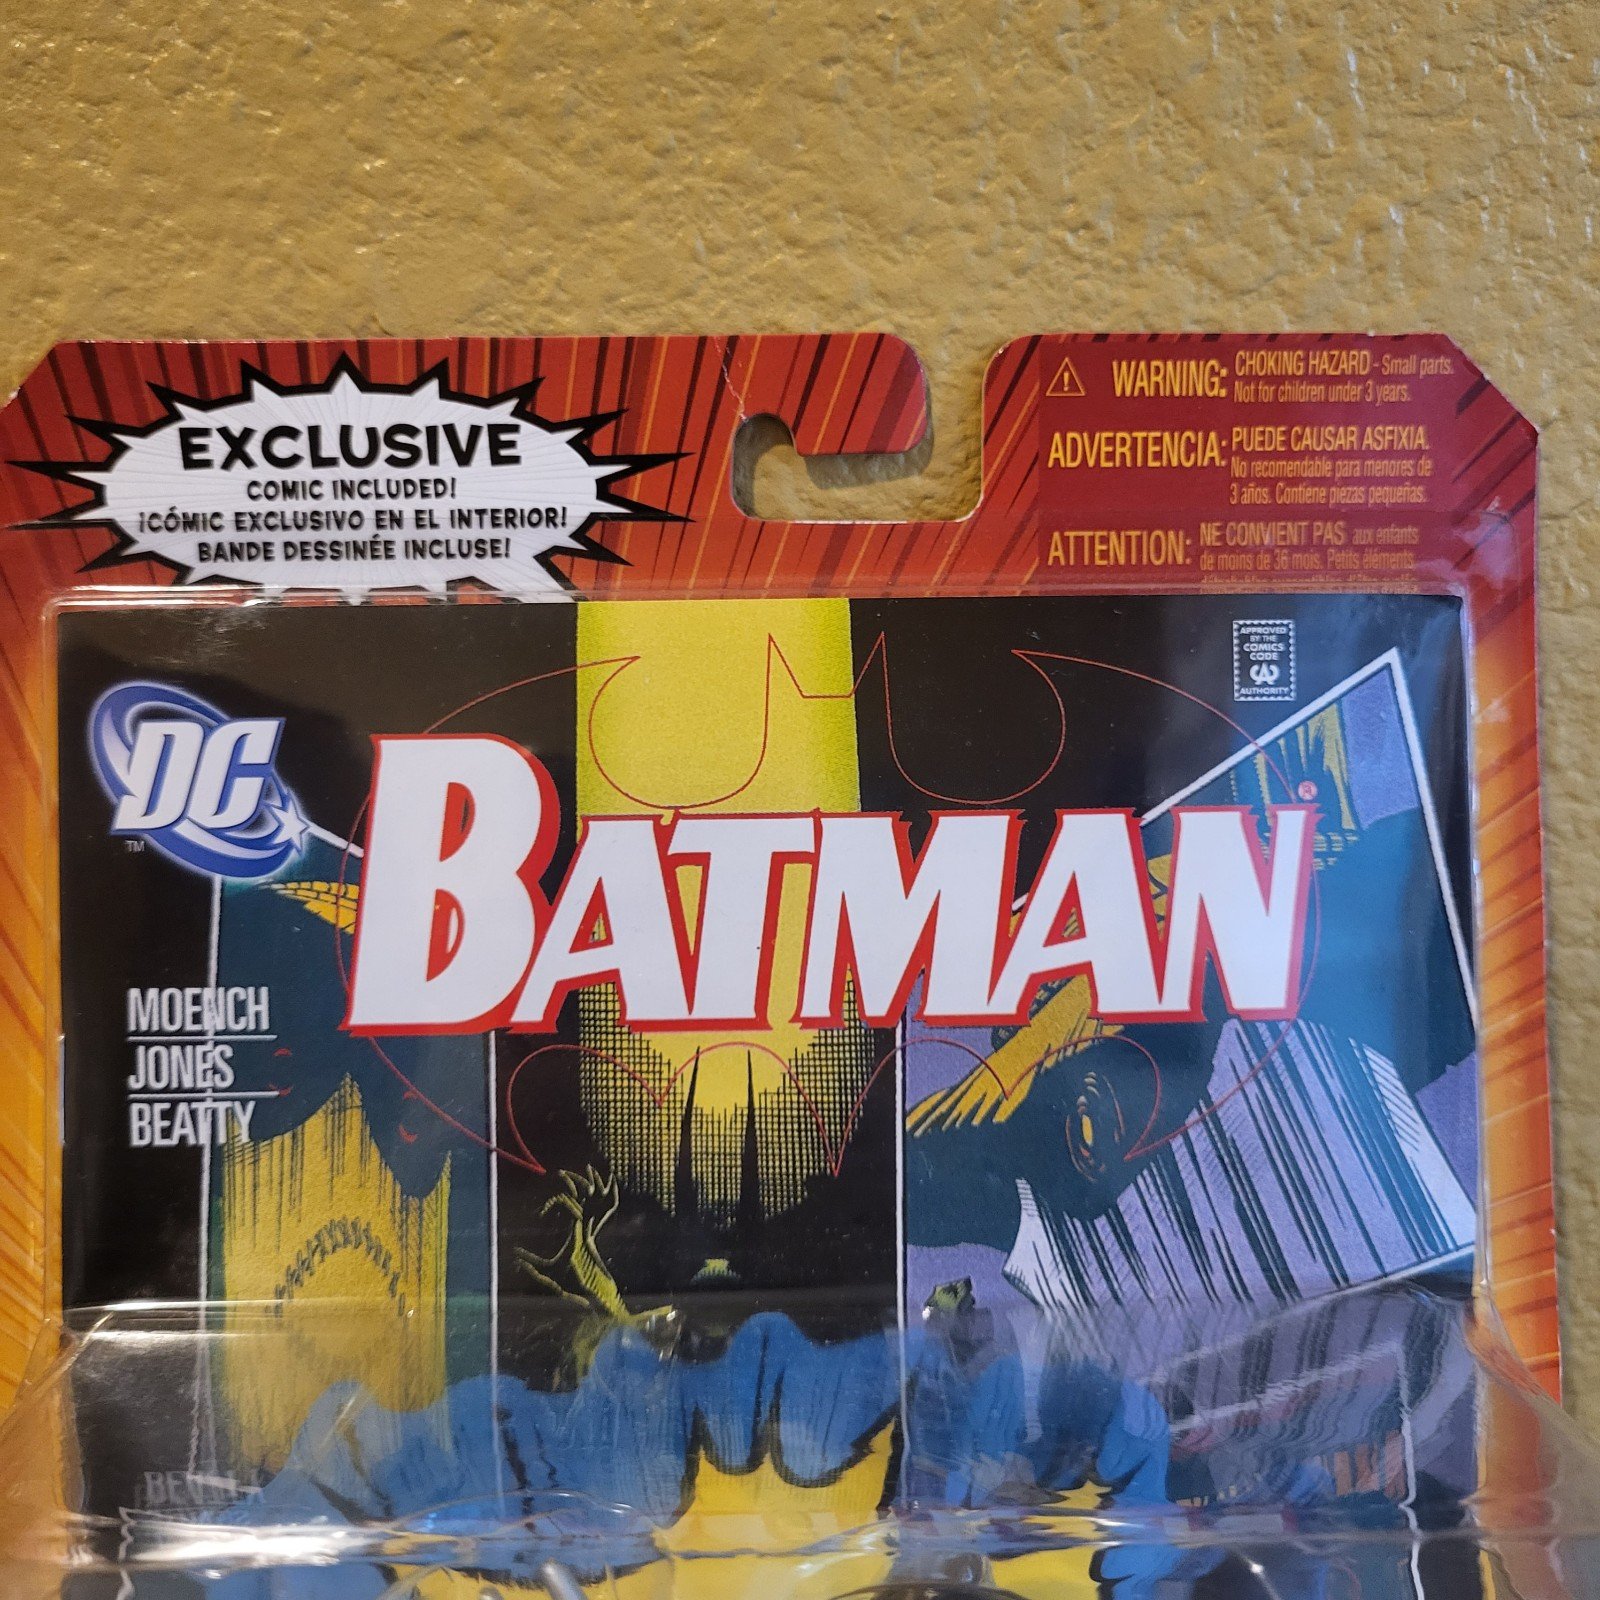 EXCLUSIVE
COMIC INCLUDED!
¡CÓMIC EXCLUSIVO EN EL INTERIOR!
BANDE DESSINÉE INCLUSE!
WARNING: CHOKING HAZARD - Small parts.
Not for children under 3 years.
ADVERTENCIA: PUEDE CAUSAR ASFIXIA.
No recomendable para menores de
3 años. Contiene piezas pequeñas.
ATTENTION: NE CONVIENT PAS aux enfants
de moins de 36 mois. Petits éléments
APPROVED
BY THE
COMICS
CODE
CA
AUTHORITY
DC
TM
BATMAN®
MOENCH
JONES
BEATTY